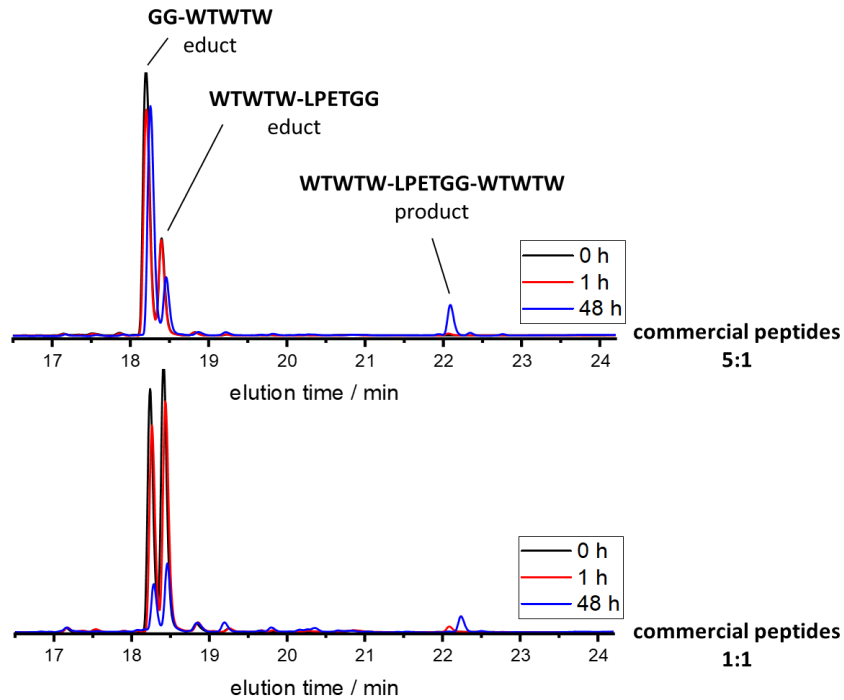 GG-WTWTW
educt
WTWTW-LPETGG
educt
WTWTW-LPETGG-WTWTW
product
0 h
1 h
48 h
commercial peptides
5:1
17 18 19 20 21 22 23 24
elution time / min
0 h
1 h
48 h
commercial peptides
1:1
17 18 19 20 21 22 23 24
elution time / min